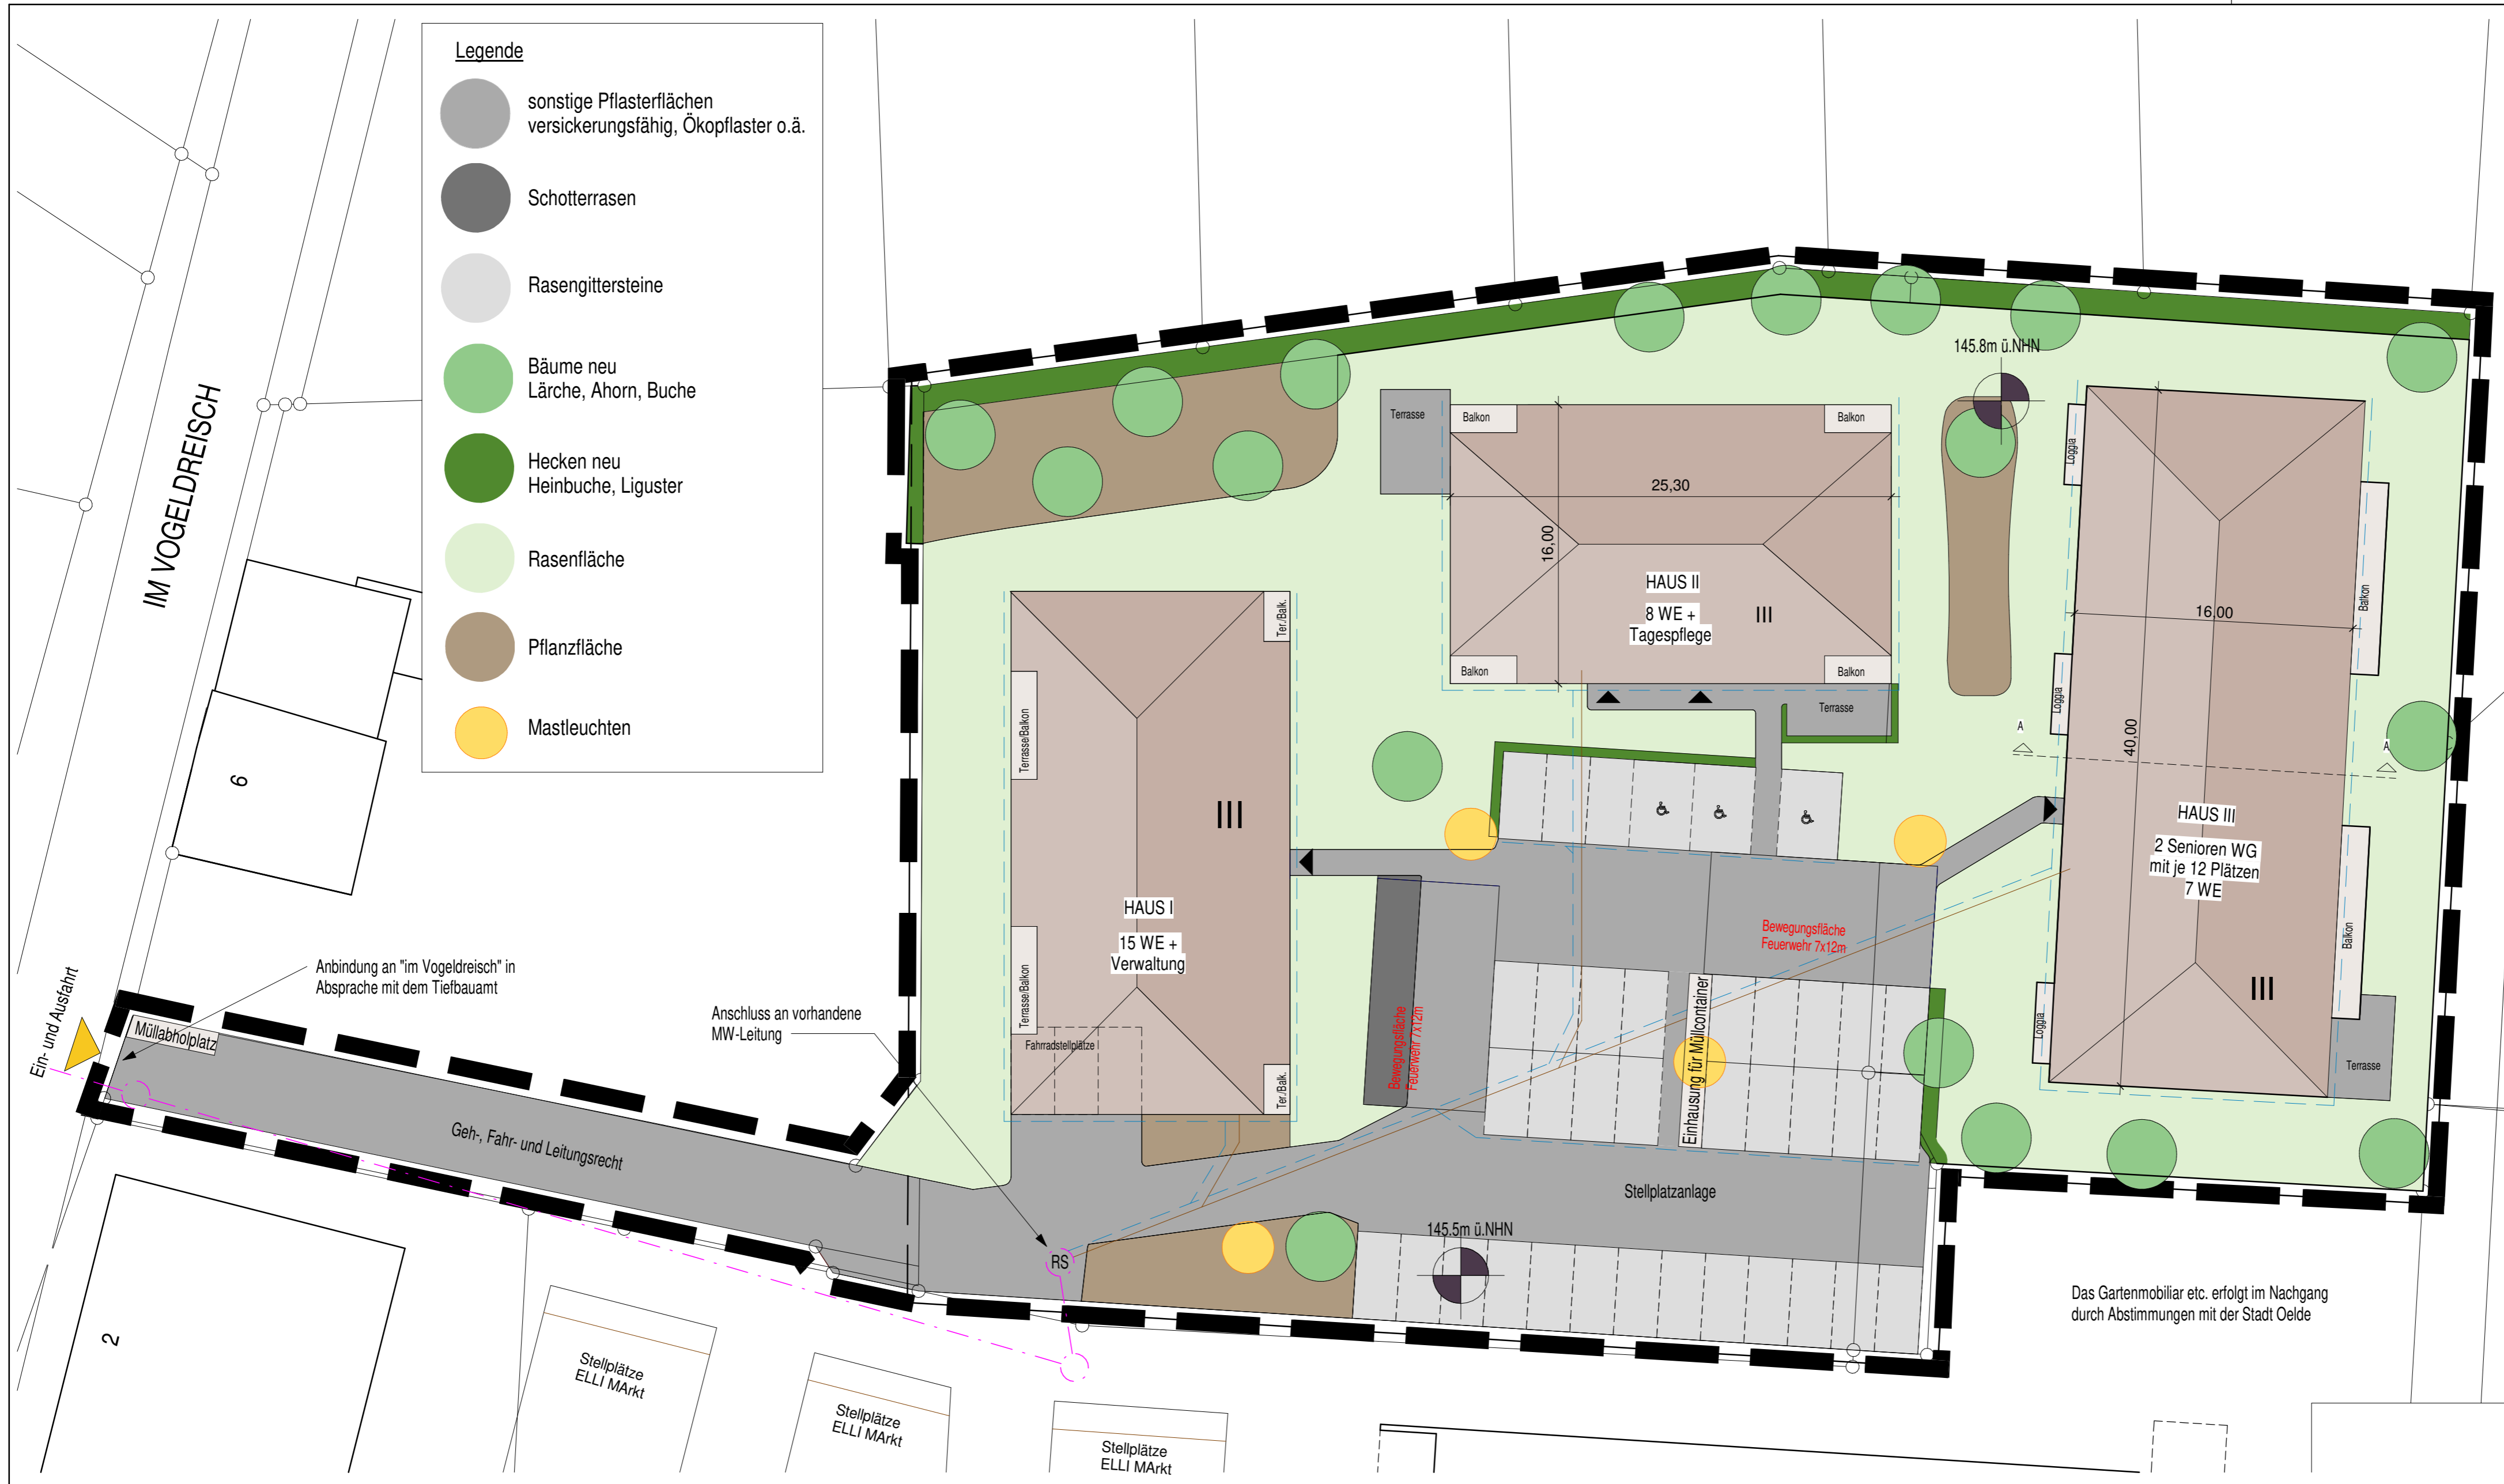 Legende
sonstige Pflasterflächen
versickerungsfähig, Ökopflaster o.ä.
Schotterrasen
Rasengittersteine
Bäume neu
Lärche, Ahorn, Buche
Hecken neu
Heinbuche, Liguster
Rasenfläche
Pflanzfläche
Mastleuchten
IM VOGELDREISCH
6
2
Ein- und Ausfahrt
Müllabholplatz
Anbindung an "im Vogeldreisch" in
Absprache mit dem Tiefbauamt
Geh-, Fahr- und Leitungsrecht
Anschluss an vorhandene
MW-Leitung
RS
Terrasse/Balkon
Terrasse/Balkon
Ter./Balk.
Ter./Balk.
III
HAUS I
15 WE +
Verwaltung
Fahrradstellplätze
Terrasse
Balkon
Balkon
25,30
16,00
HAUS II
8 WE +
Tagespflege
III
Balkon
Balkon
Terrasse
145.8m ü.NHN
Loggia
Loggia
Loggia
Balkon
Balkon
16,00
40,00
A
A
HAUS III
2 Senioren WG
mit je 12 Plätzen
7 WE
III
Terrasse
Bewegungsfläche
Feuerwehr 7x12m
Bewegungsfläche
Feuerwehr 7x12m
Einhausung für Müllcontainer
Stellplatzanlage
145.5m ü.NHN
Das Gartenmobiliar etc. erfolgt im Nachgang
durch Abstimmungen mit der Stadt Oelde
Stellplätze
ELLI MArkt
Stellplätze
ELLI MArkt
Stellplätze
ELLI MArkt